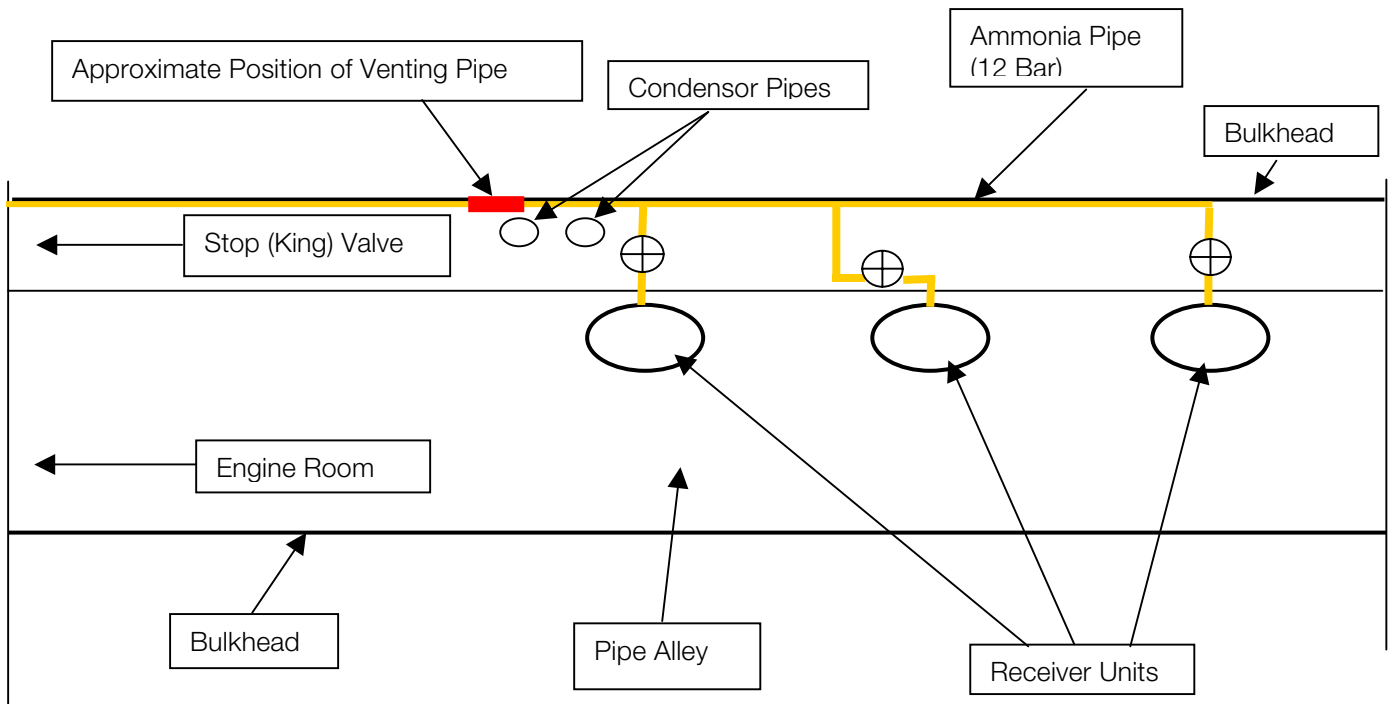 Approximate Position of Venting Pipe
Condensor Pipes
Ammonia Pipe
(12 Bar)
Bulkhead
Stop (King) Valve
Engine Room
Bulkhead
Pipe Alley
Receiver Units